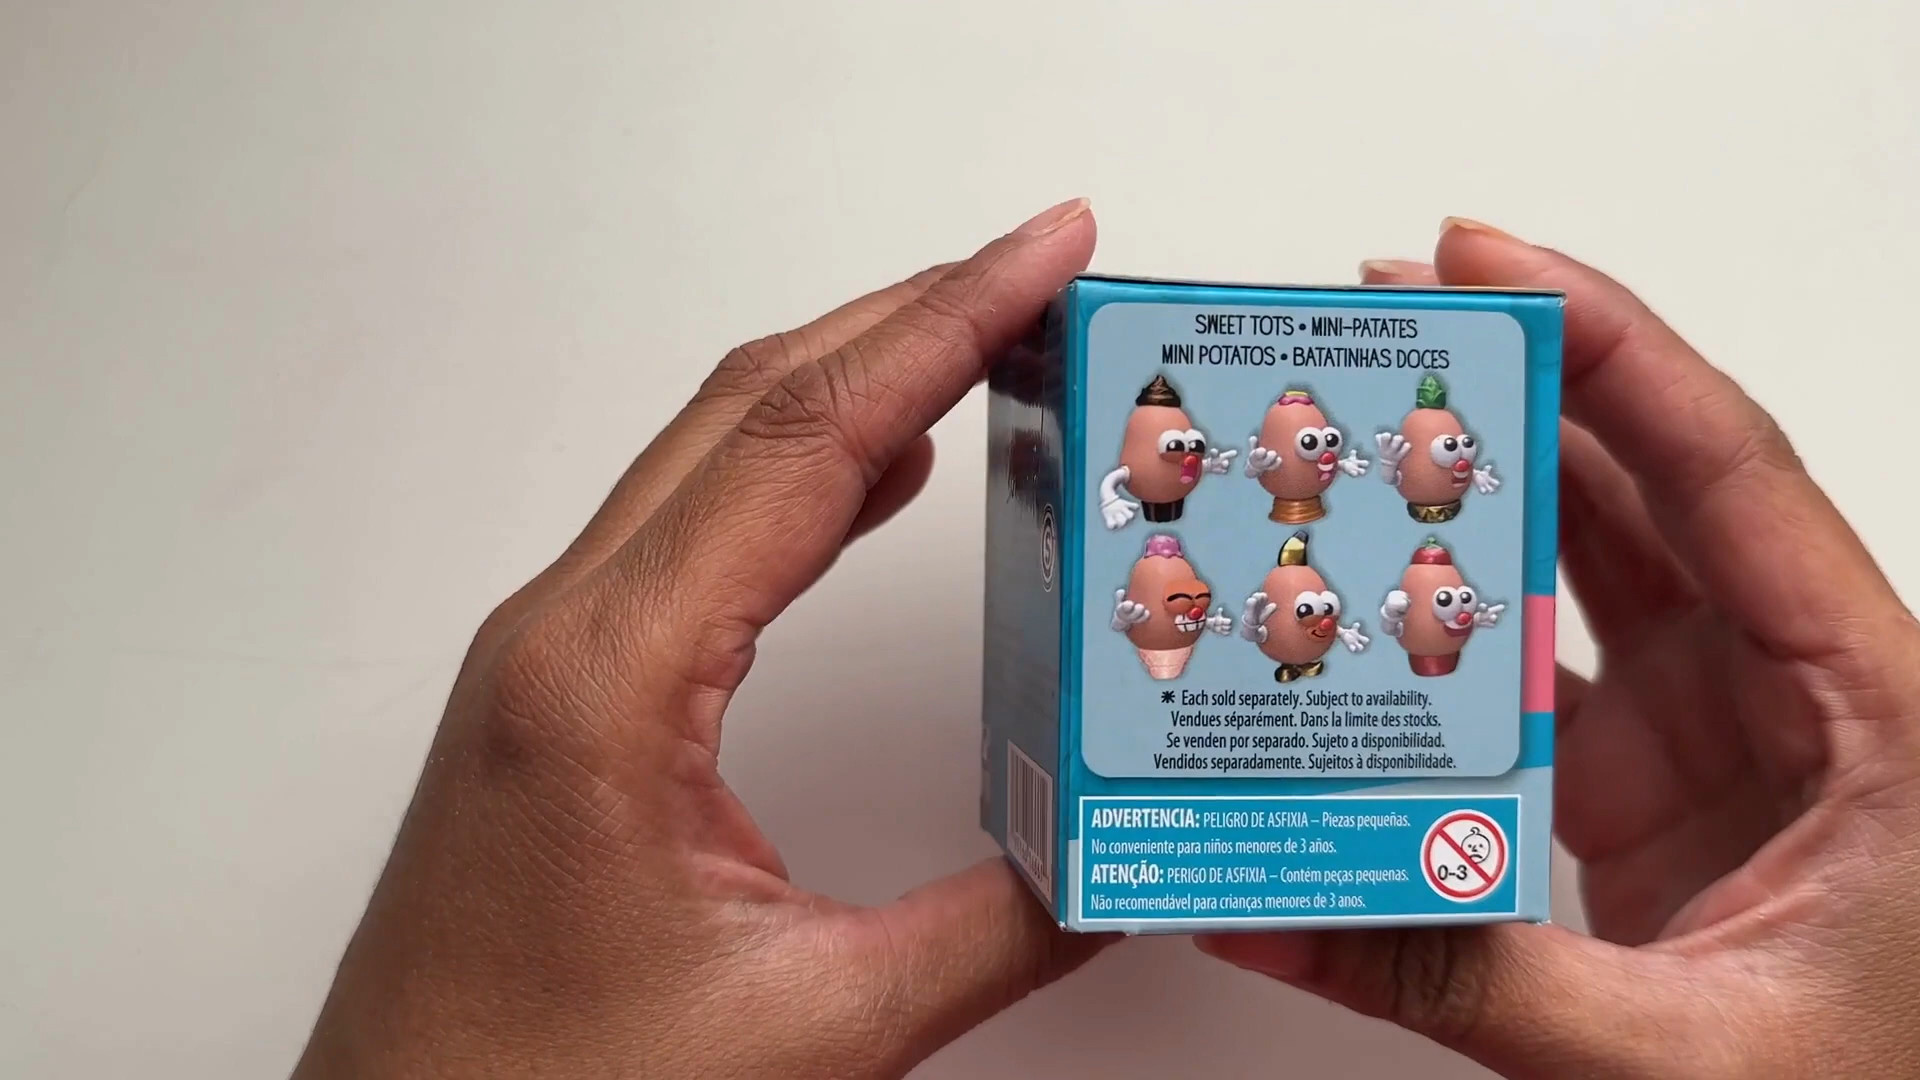 SWEET TOTS • MINI-PATATES
MINI POTATOS • BATATINHAS DOCES
* Each sold separately. Subject to availability.
Vendues séparément. Dans la limite des stocks.
Se venden por separado. Sujeto a disponibilidad.
Vendidos separadamente. Sujeitos à disponibilidade.
ADVERTENCIA: PELIGRO DE ASFIXIA – Piezas pequeñas.
No conveniente para niños menores de 3 años.
ATENÇÃO: PERIGO DE ASFIXIA – Contém peças pequenas.
Não recomendável para crianças menores de 3 anos.
0-3